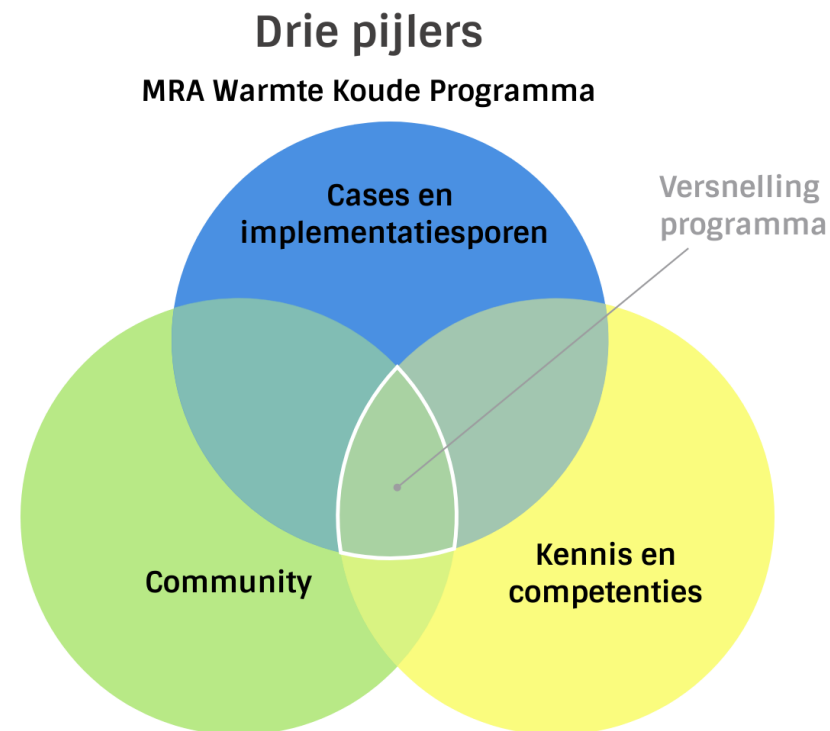 Drie pijlers
MRA Warmte Koude Programma
Cases en
implementatiesporen
Versnelling
programma
Community
Kennis en
competenties